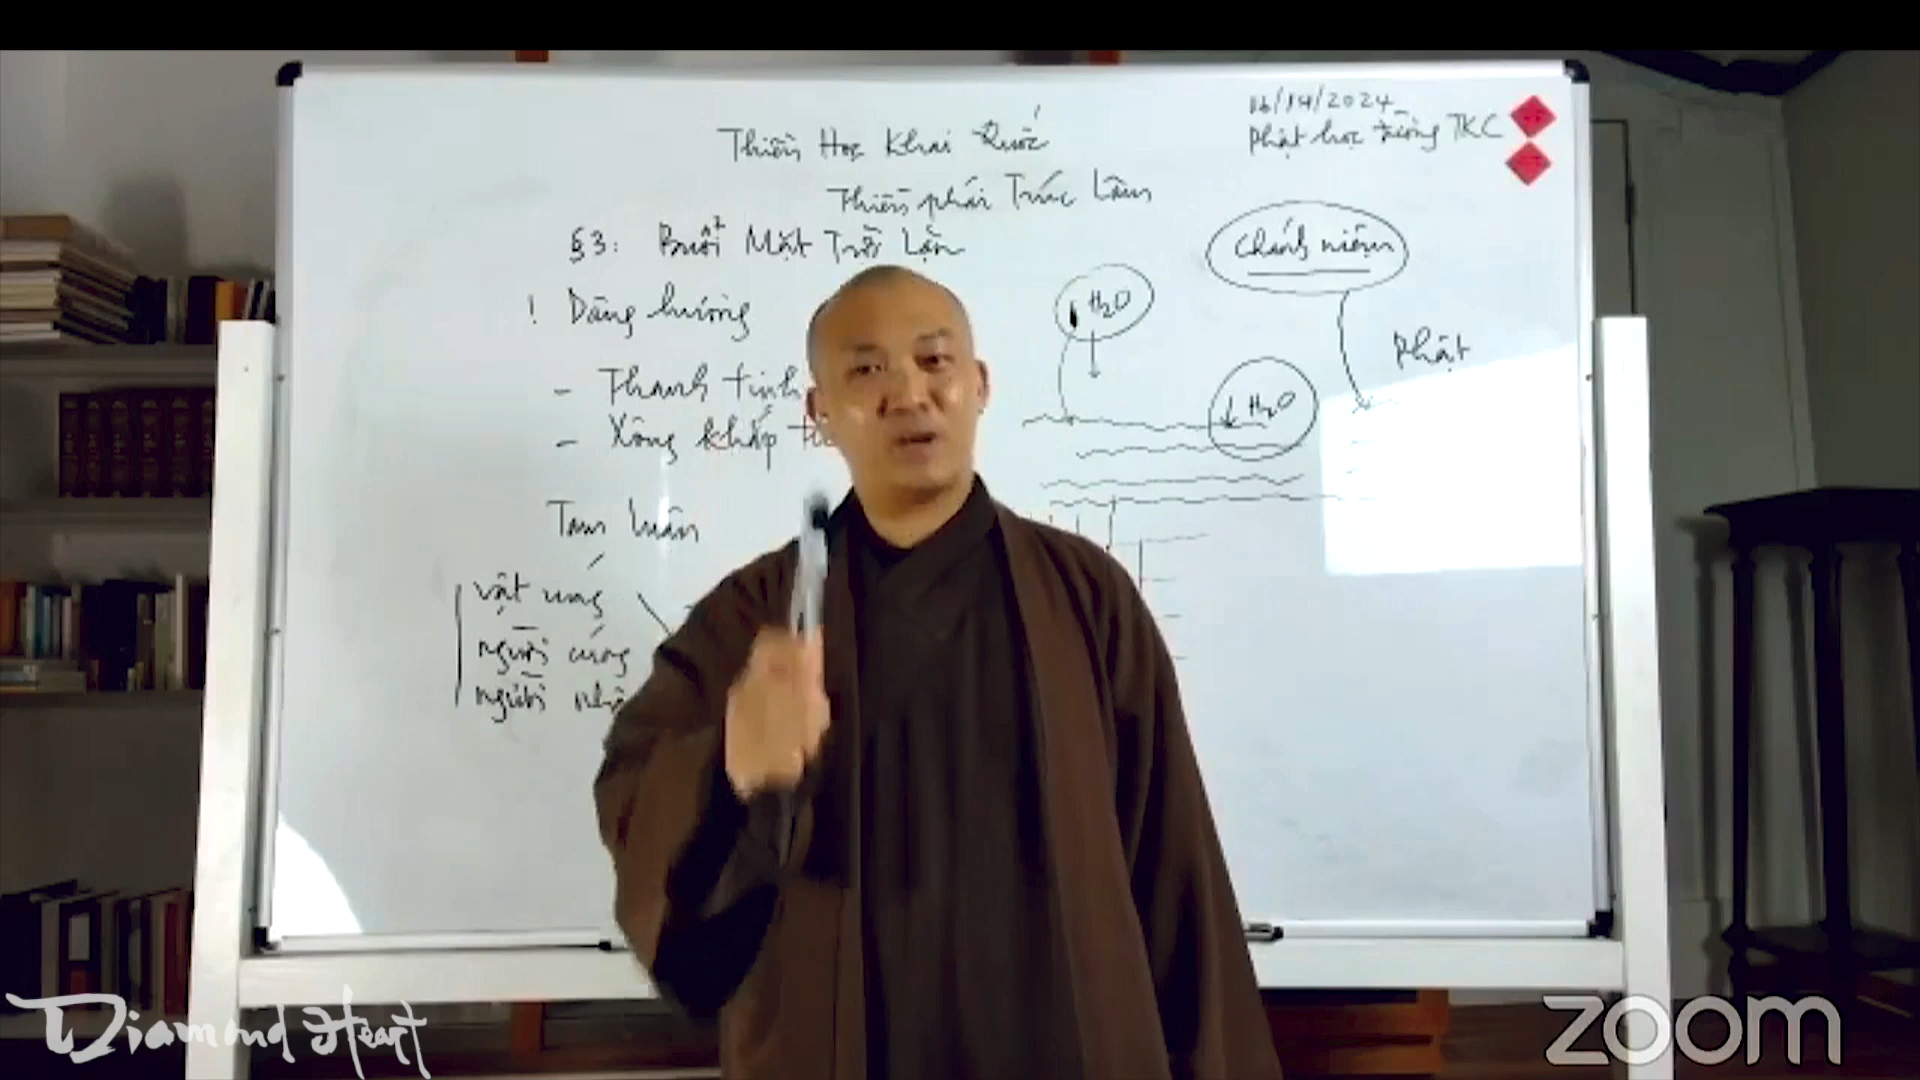 16/14/2024
Phật học đường TKC
Thiền Học Khai Quốc
Thiền phái Trúc Lâm
§3: Buổi Mặt Trời Lặn
Chánh niệm
! Dâng hương
H₂O
Phật
- Thanh tịnh
↓ H₂O
- Xông khắp
Tam luân
vật cúng
người cúng
người
Diamond Heart
zoom